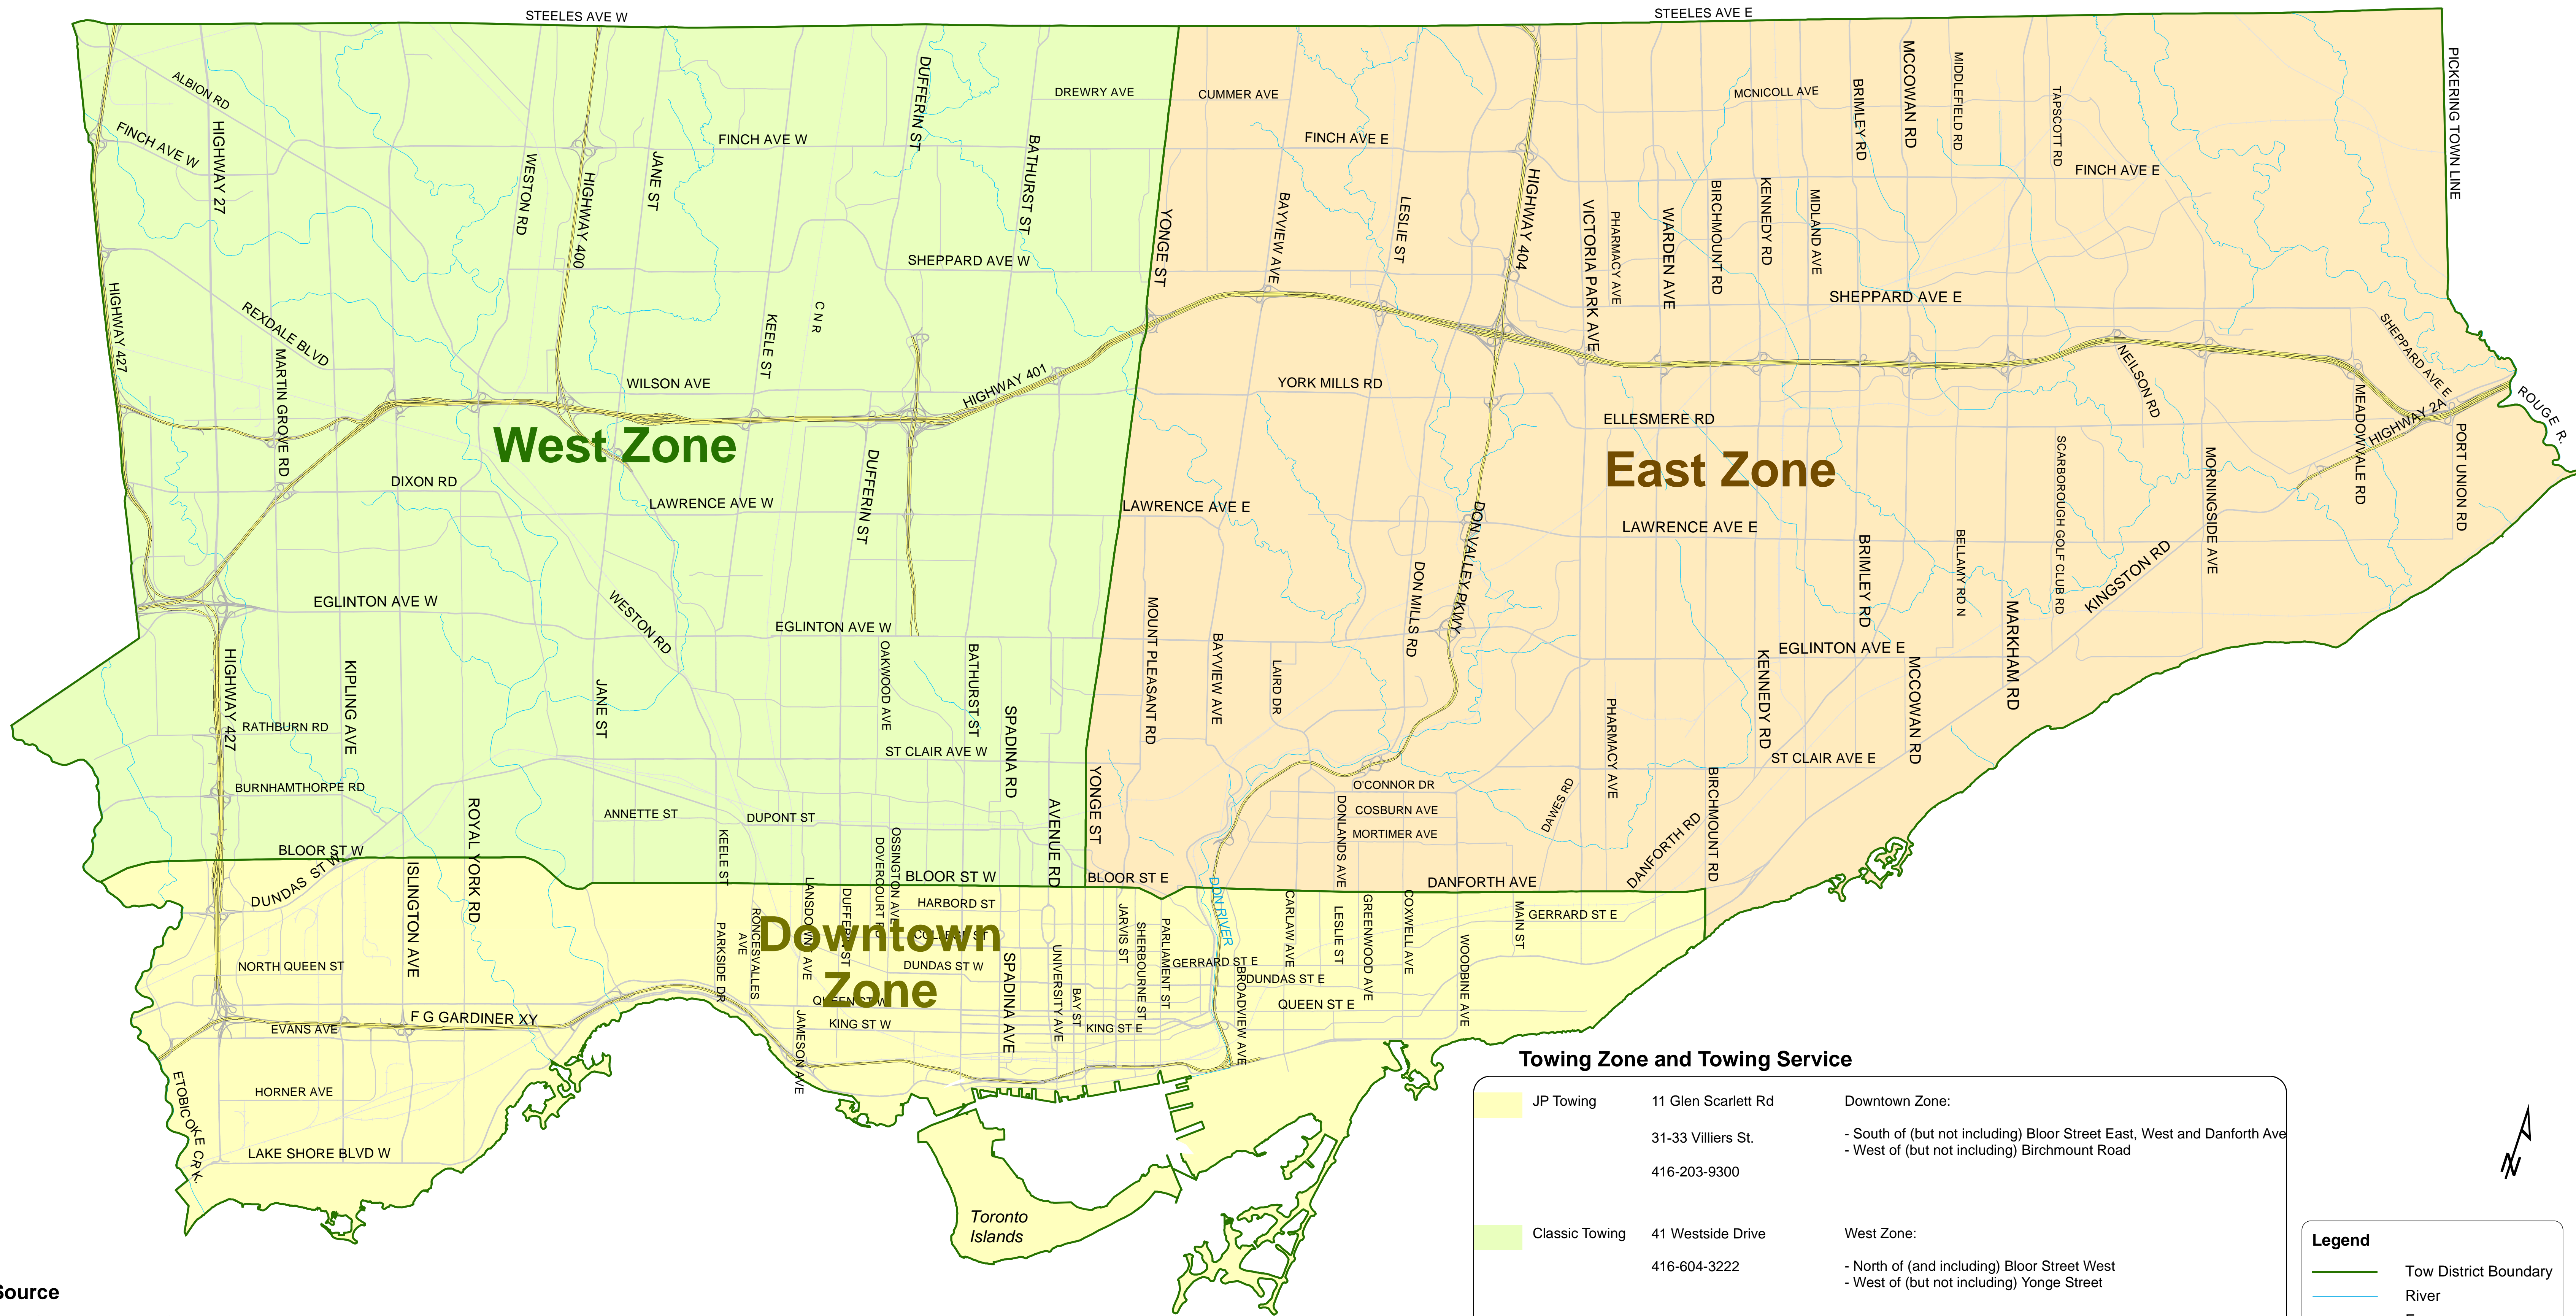 STEELES AVE W
STEELES AVE E
ALBION RD
FINCH AVE W
HIGHWAY 27
WESTON RD
HIGHWAY 400
JANE ST
FINCH AVE W
DUFFERIN ST
BATHURST ST
DREWRY AVE
CUMMER AVE
FINCH AVE E
MCNICOLL AVE
BRIMLEY RD
MCCOWAN RD
MIDDLEFIELD RD
TAPSCOTT RD
FINCH AVE E
PICKERING TOWN LINE
YONGE ST
BAYVIEW AVE
LESLIE ST
HIGHWAY 404
VICTORIA PARK AVE
PHARMACY AVE
WARDEN AVE
BIRCHMOUNT RD
KENNEDY RD
MIDLAND AVE
SHEPPARD AVE W
SHEPPARD AVE E
SHEPPARD AVE E
HIGHWAY 427
REXDALE BLVD
MARTIN GROVE RD
KEELE ST
C N R
WILSON AVE
HIGHWAY 401
YORK MILLS RD
ELLESMERE RD
NEILSON RD
MEADOWVALE RD
HIGHWAY 2A
ROUGE R.
PORT UNION RD
West Zone
East Zone
DIXON RD
LAWRENCE AVE W
DUFFERIN ST
LAWRENCE AVE E
LAWRENCE AVE E
DON VALLEY PKWY
DON MILLS RD
BRIMLEY RD
BELLAMY RD N
SCARBOROUGH GOLF CLUB RD
MORNINGSIDE AVE
KINGSTON RD
MARKHAM RD
EGLINTON AVE W
WESTON RD
EGLINTON AVE W
OAKWOOD AVE
BATHURST ST
MOUNT PLEASANT RD
BAYVIEW AVE
LAIRD DR
EGLINTON AVE E
KENNEDY RD
MCCOWAN RD
HIGHWAY 427
KIPLING AVE
RATHBURN RD
JANE ST
SPADINA RD
ST CLAIR AVE W
PHARMACY AVE
ST CLAIR AVE E
BURNHAMTHORPE RD
ROYAL YORK RD
ANNETTE ST
DUPONT ST
KEELE ST
OSSINGTON AVE
DOVERCOURT RD
AVENUE RD
YONGE ST
O'CONNOR DR
COSBURN AVE
MORTIMER AVE
DONLANDS AVE
DAWES RD
DANFORTH RD
BIRCHMOUNT RD
BLOOR ST W
DUNDAS ST W
ISLINGTON AVE
BLOOR ST W
BLOOR ST E
DANFORTH AVE
DON RIVER
HARBORD ST
COLLEGE ST
DUNDAS ST W
LANSDOWNE AVE
DUFFERIN ST
RONCESVALLES
AVE
PARKSIDE DR
Downtown
Zone
SPADINA AVE
UNIVERSITY AVE
BAY ST
JARVIS ST
SHERBOURNE ST
PARLIAMENT ST
GERRARD ST E
DUNDAS ST E
BROADVIEW AVE
CARLAW AVE
LESLIE ST
GREENWOOD AVE
COXWELL AVE
WOODBINE AVE
MAIN ST
GERRARD ST E
QUEEN ST E
NORTH QUEEN ST
F G GARDINER XY
EVANS AVE
QUEEN ST W
KING ST W
KING ST E
JAMESON AVE
ETOBICOKE CRK.
HORNER AVE
LAKE SHORE BLVD W
Toronto
Islands
Towing Zone and Towing Service
JP Towing
11 Glen Scarlett Rd
31-33 Villiers St.
416-203-9300
Downtown Zone:
- South of (but not including) Bloor Street East, West and Danforth Ave
- West of (but not including) Birchmount Road
Classic Towing
41 Westside Drive
416-604-3222
West Zone:
- North of (and including) Bloor Street West
- West of (but not including) Yonge Street
N
Legend
Tow District Boundary
River
Source